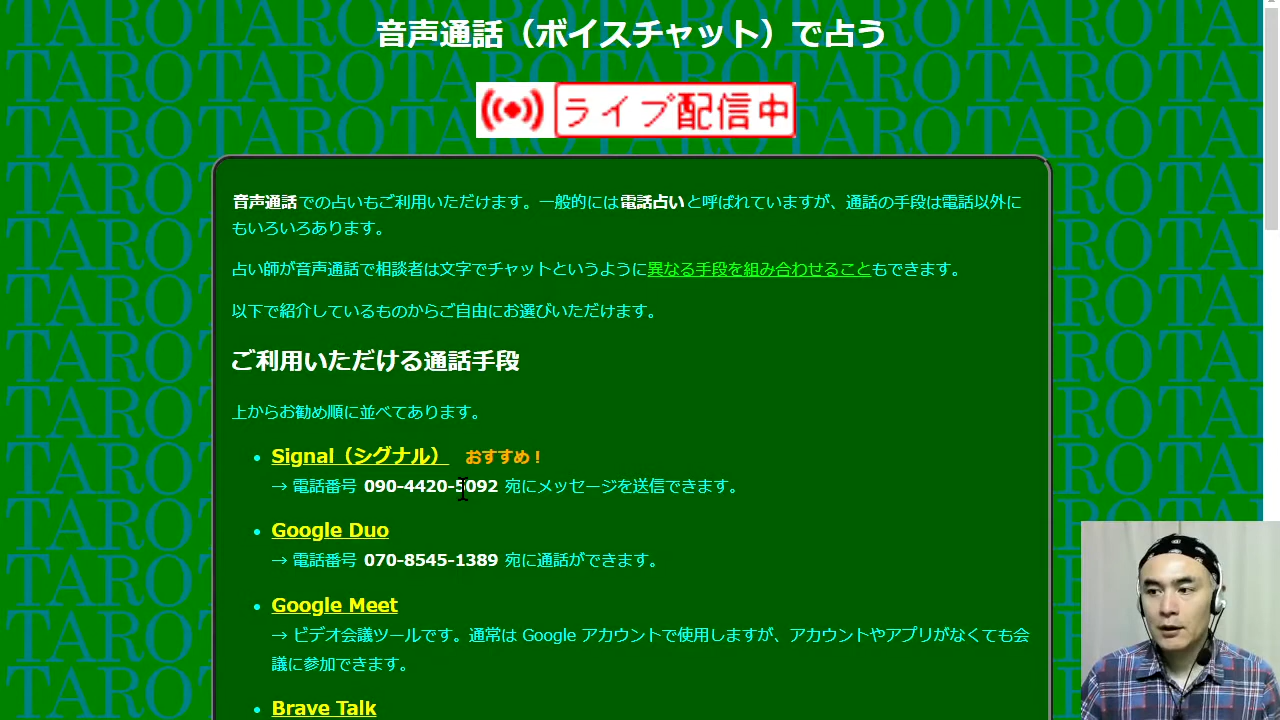 音声通話（ボイスチャット）で占う
ライブ配信中
音声通話での占いもご利用いただけます。一般的には電話占いと呼ばれていますが、通話の手段は電話以外に
もいろいろあります。
占い師が音声通話で相談者は文字でチャットというように異なる手段を組み合わせることもできます。
以下で紹介しているものからご自由にお選びいただけます。
ご利用いただける通話手段
上からお勧め順に並べてあります。
• Signal（シグナル） おすすめ！
→ 電話番号 090-4420-1092 宛にメッセージを送信できます。
• Google Duo
→ 電話番号 070-8545-1389 宛に通話ができます。
• Google Meet
→ ビデオ会議ツールです。通常は Google アカウントで使用しますが、アカウントやアプリがなくても会
議に参加できます。
• Brave Talk